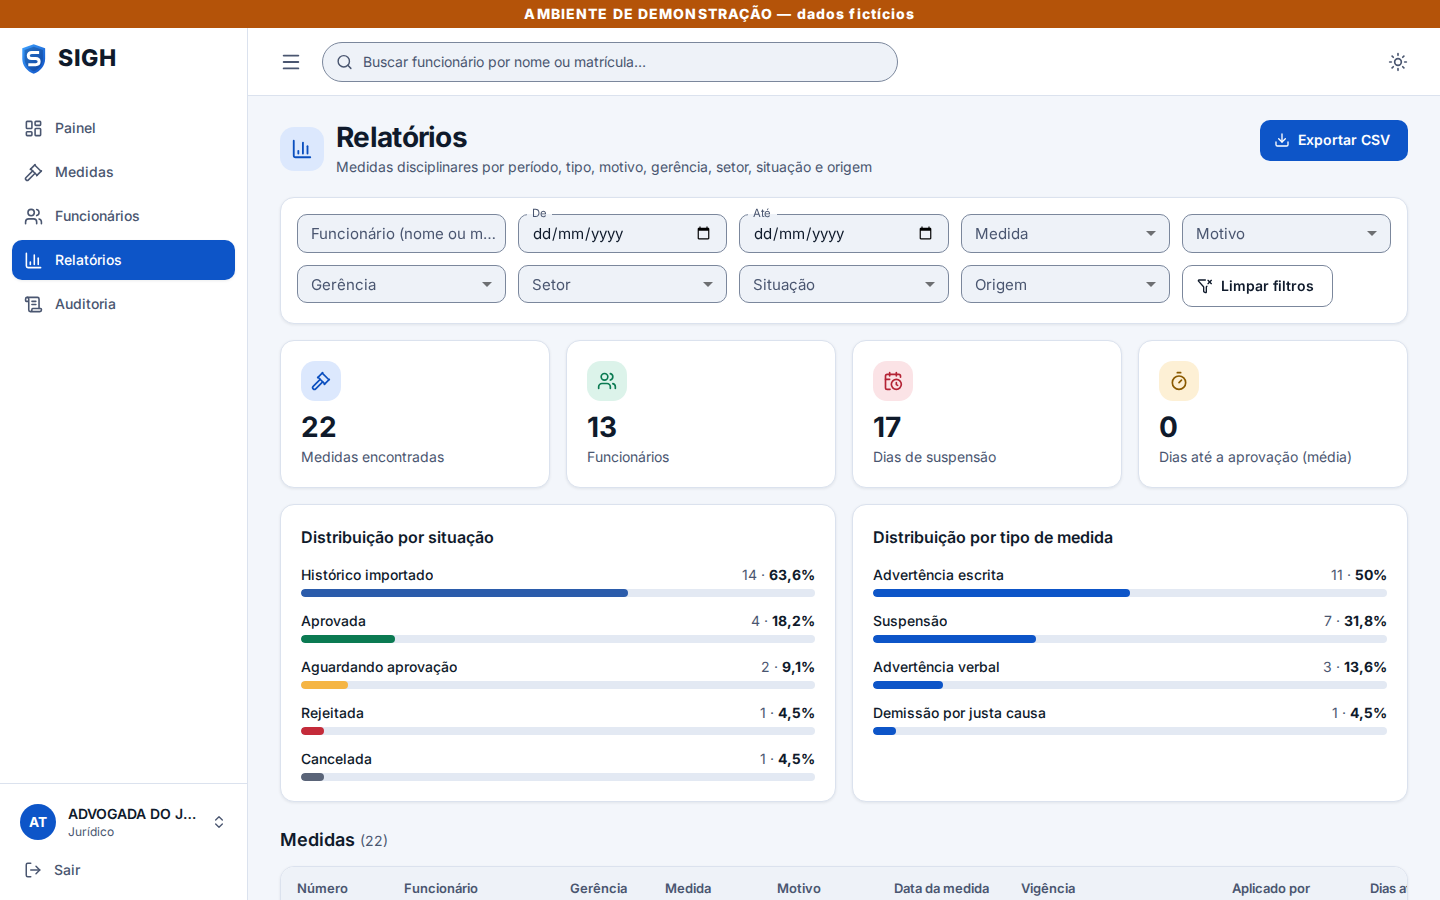 AMBIENTE DE DEMONSTRAÇÃO — dados fictícios
SIGH
Buscar funcionário por nome ou matrícula...
Painel
Medidas
Funcionários
Relatórios
Auditoria
Relatórios
Medidas disciplinares por período, tipo, motivo, gerência, setor, situação e origem
Exportar CSV
Funcionário (nome ou m...
De
dd/mm/yyyy
Até
dd/mm/yyyy
Medida
Motivo
Gerência
Setor
Situação
Origem
Limpar filtros
22
Medidas encontradas
13
Funcionários
17
Dias de suspensão
0
Dias até a aprovação (média)
Distribuição por situação
Histórico importado 14 · 63,6%
Aprovada 4 · 18,2%
Aguardando aprovação 2 · 9,1%
Rejeitada 1 · 4,5%
Cancelada 1 · 4,5%
Distribuição por tipo de medida
Advertência escrita 11 · 50%
Suspensão 7 · 31,8%
Advertência verbal 3 · 13,6%
Demissão por justa causa 1 · 4,5%
Medidas (22)
Número Funcionário Gerência Medida Motivo Data da medida Vigência Aplicado por Dias
AT
ADVOGADA DO J...
Jurídico
Sair